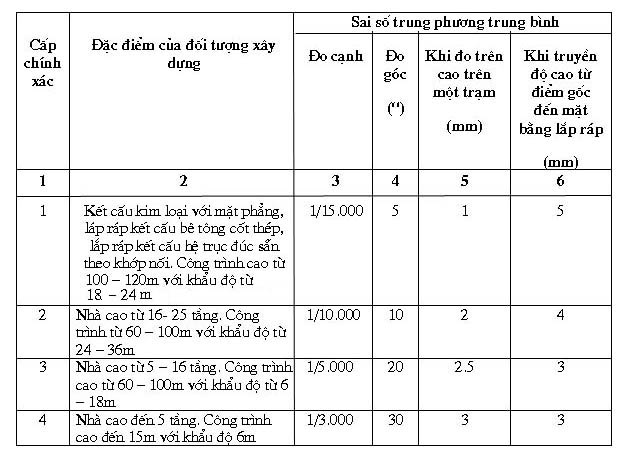 Cấp chính xác
Đặc điểm của đối tượng xây dựng
Sai số trung phương trung bình
Đo cạnh
Đo góc (“)
Khi đo trên cao trên một trạm (mm)
Khi truyền độ cao từ điểm gốc đến mặt bằng lắp ráp (mm)
1 2 3 4 5 6
1 Kết cấu kim loại với mặt phẳng, 1/15.000 5 1 5
láp ráp kết cấu bê tông cốt thép,
lắp ráp kết cấu hệ trục đúc sẵn
theo khớp nối. Công trình cao từ
100 – 120m với khẩu độ từ
18 – 24 m
2 Nhà cao từ 16- 25 tầng. Công 1/10.000 10 2 4
trình từ 60 – 100m với khẩu độ từ
24 – 36m
3 Nhà cao từ 5 – 16 tầng. Công trình 1/5.000 20 2.5 3
cao từ 60 – 100m với khẩu độ từ 6
– 18m
4 Nhà cao đến 5 tầng. Công trình 1/3.000 30 3 3
cao đến 15m với khẩu độ 6m